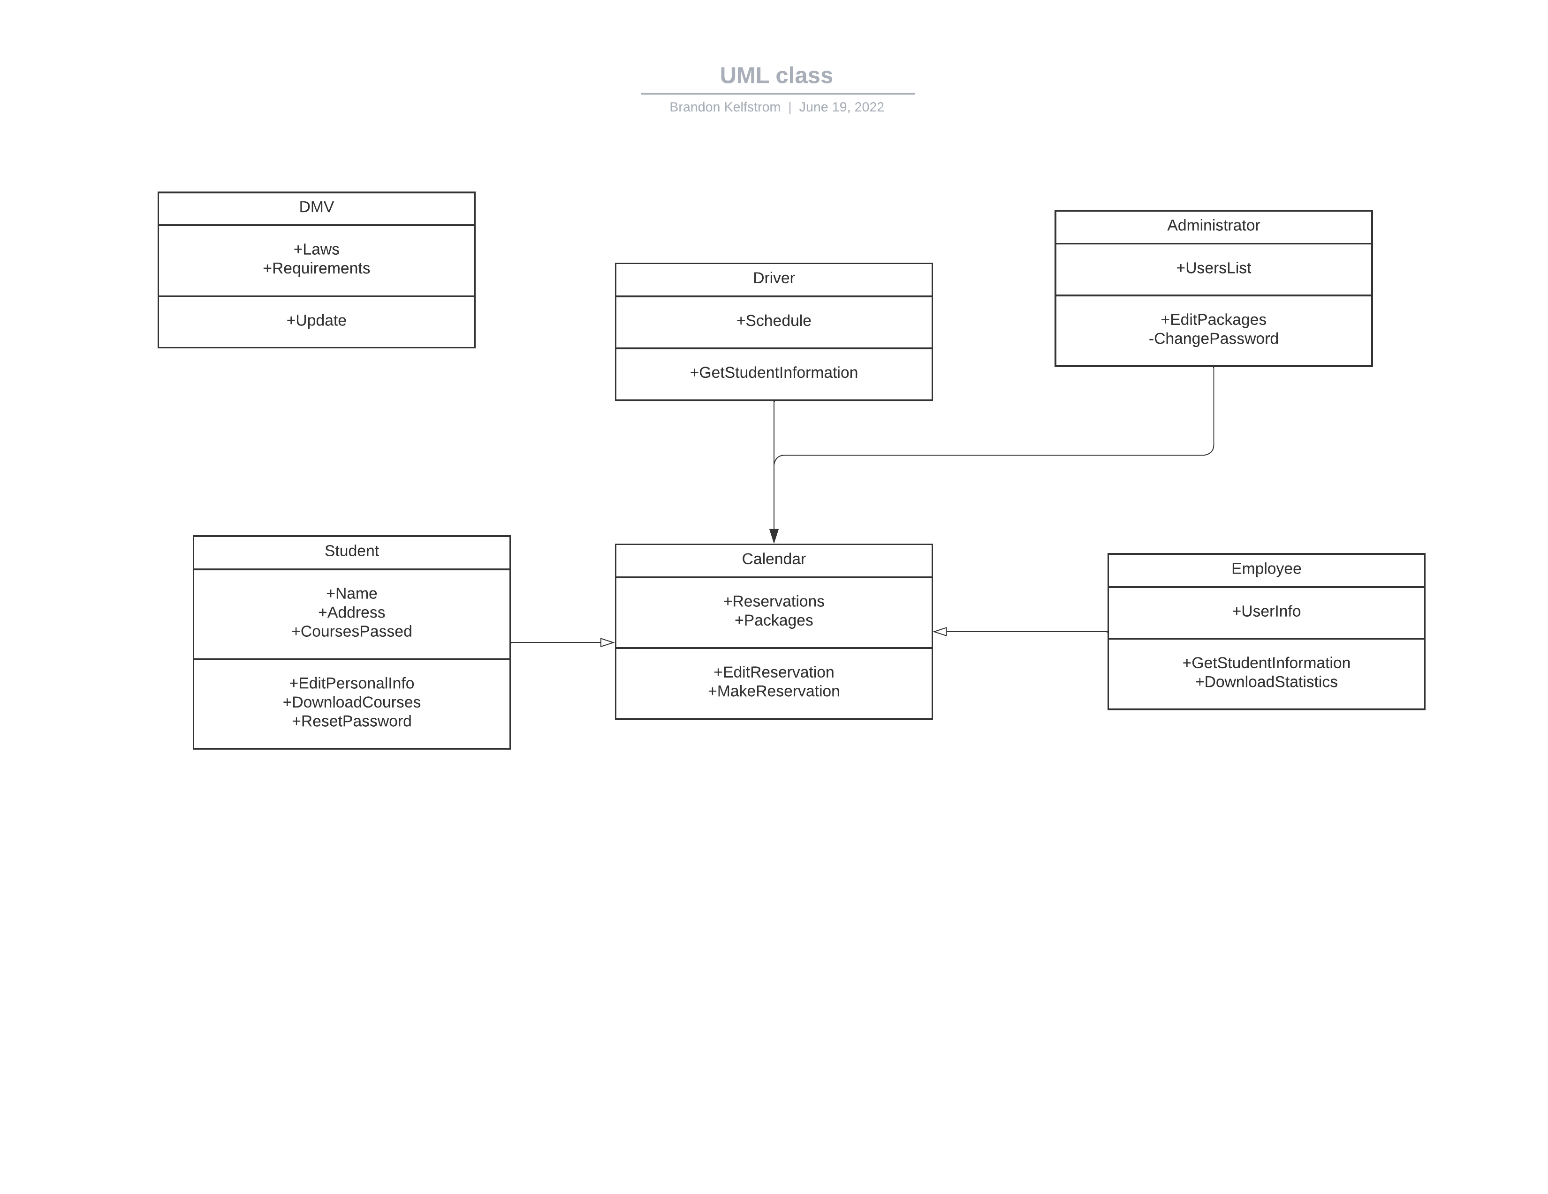 UML class
Brandon Kelfstrom | June 19, 2022
DMV
+Laws
+Requirements
+Update
Driver
+Schedule
+GetStudentInformation
Administrator
+UsersList
+EditPackages
-ChangePassword
Student
+Name
+Address
+CoursesPassed
+EditPersonalInfo
+DownloadCourses
+ResetPassword
Calendar
+Reservations
+Packages
+EditReservation
+MakeReservation
Employee
+UserInfo
+GetStudentInformation
+DownloadStatistics